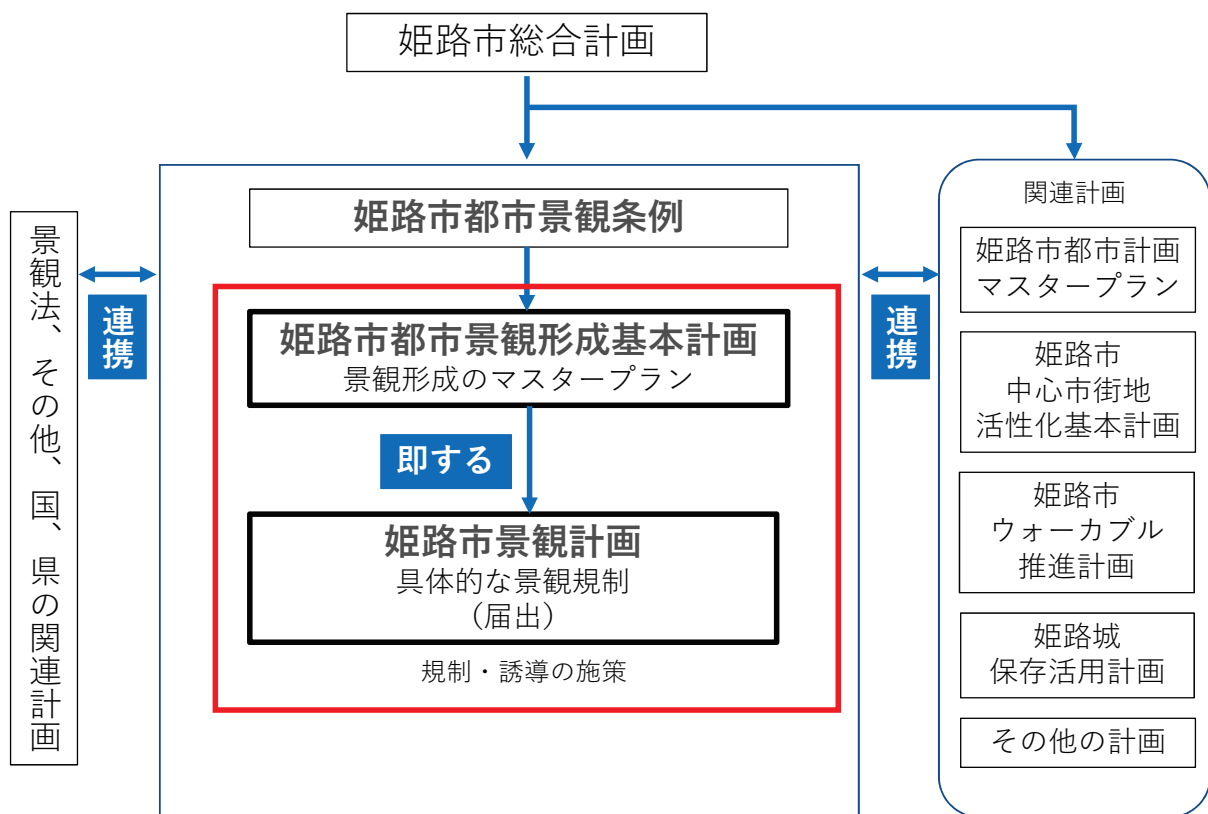 姫路市総合計画
景観法、その他、国、県の関連計画
連携
姫路市都市景観条例
姫路市都市景観形成基本計画
景観形成のマスタープラン
即する
姫路市景観計画
具体的な景観規制
（届出）
規制・誘導の施策
連携
関連計画
姫路市都市計画
マスタープラン
姫路市
中心市街地
活性化基本計画
姫路市
ウォーカブル
推進計画
姫路城
保存活用計画
その他の計画